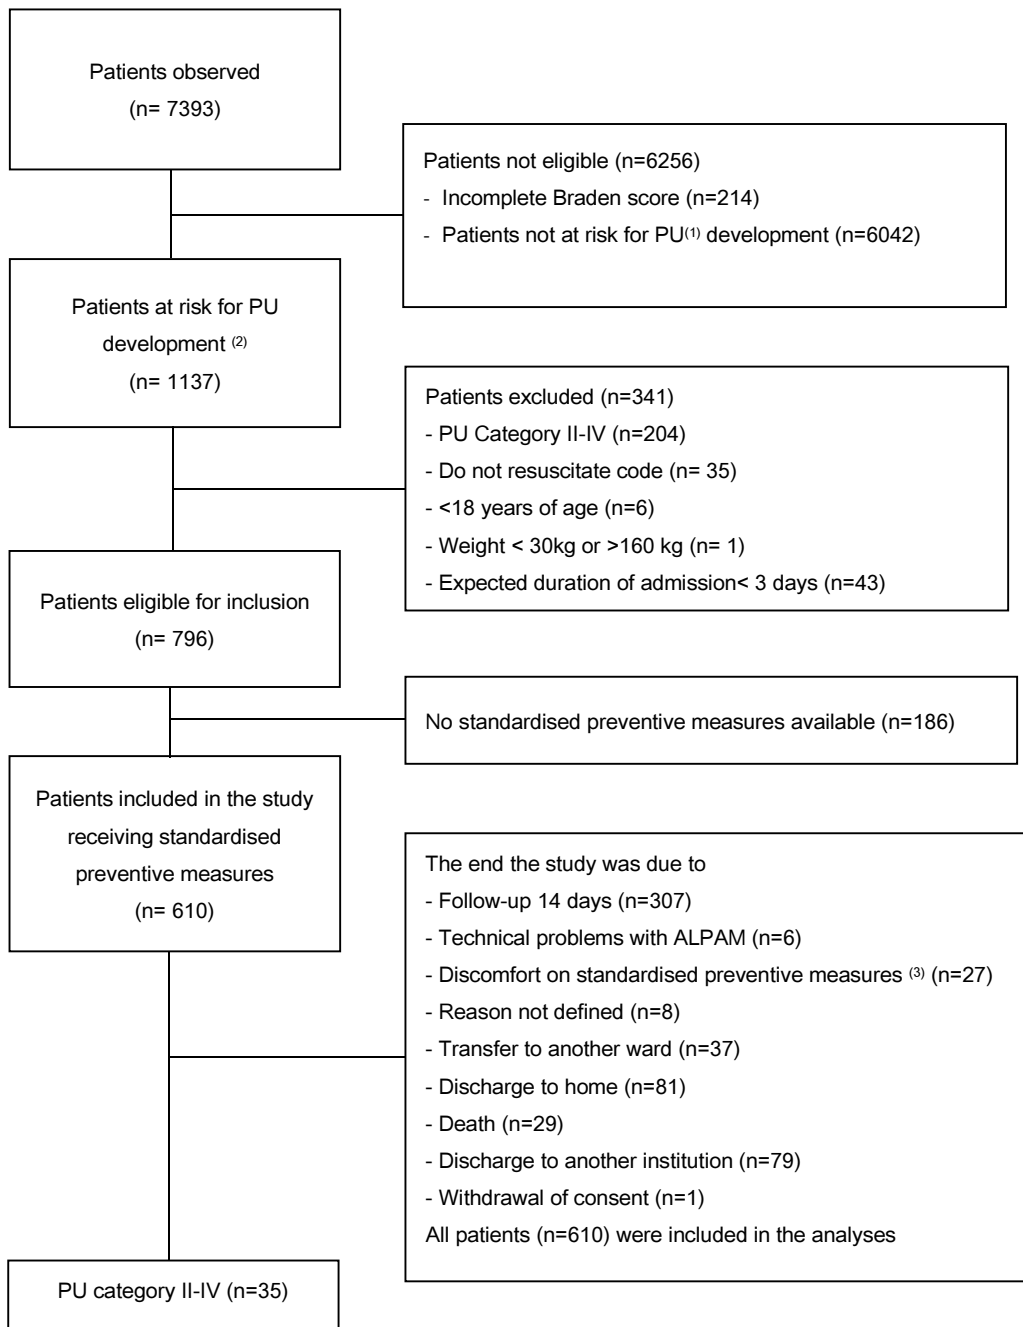 Patients observed
(n= 7393)
Patients not eligible (n=6256)
- Incomplete Braden score (n=214)
- Patients not at risk for PU(1) development (n=6042)
Patients at risk for PU
development (2)
(n= 1137)
Patients excluded (n=341)
- PU Category II-IV (n=204)
- Do not resuscitate code (n= 35)
- <18 years of age (n=6)
- Weight < 30kg or >160 kg (n= 1)
- Expected duration of admission< 3 days (n=43)
Patients eligible for inclusion
(n= 796)
No standardised preventive measures available (n=186)
Patients included in the study
receiving standardised
preventive measures
(n= 610)
The end the study was due to
- Follow-up 14 days (n=307)
- Technical problems with ALPAM (n=6)
- Discomfort on standardised preventive measures (3) (n=27)
- Reason not defined (n=8)
- Transfer to another ward (n=37)
- Discharge to home (n=81)
- Death (n=29)
- Discharge to another institution (n=79)
- Withdrawal of consent (n=1)
All patients (n=610) were included in the analyses
PU category II-IV (n=35)